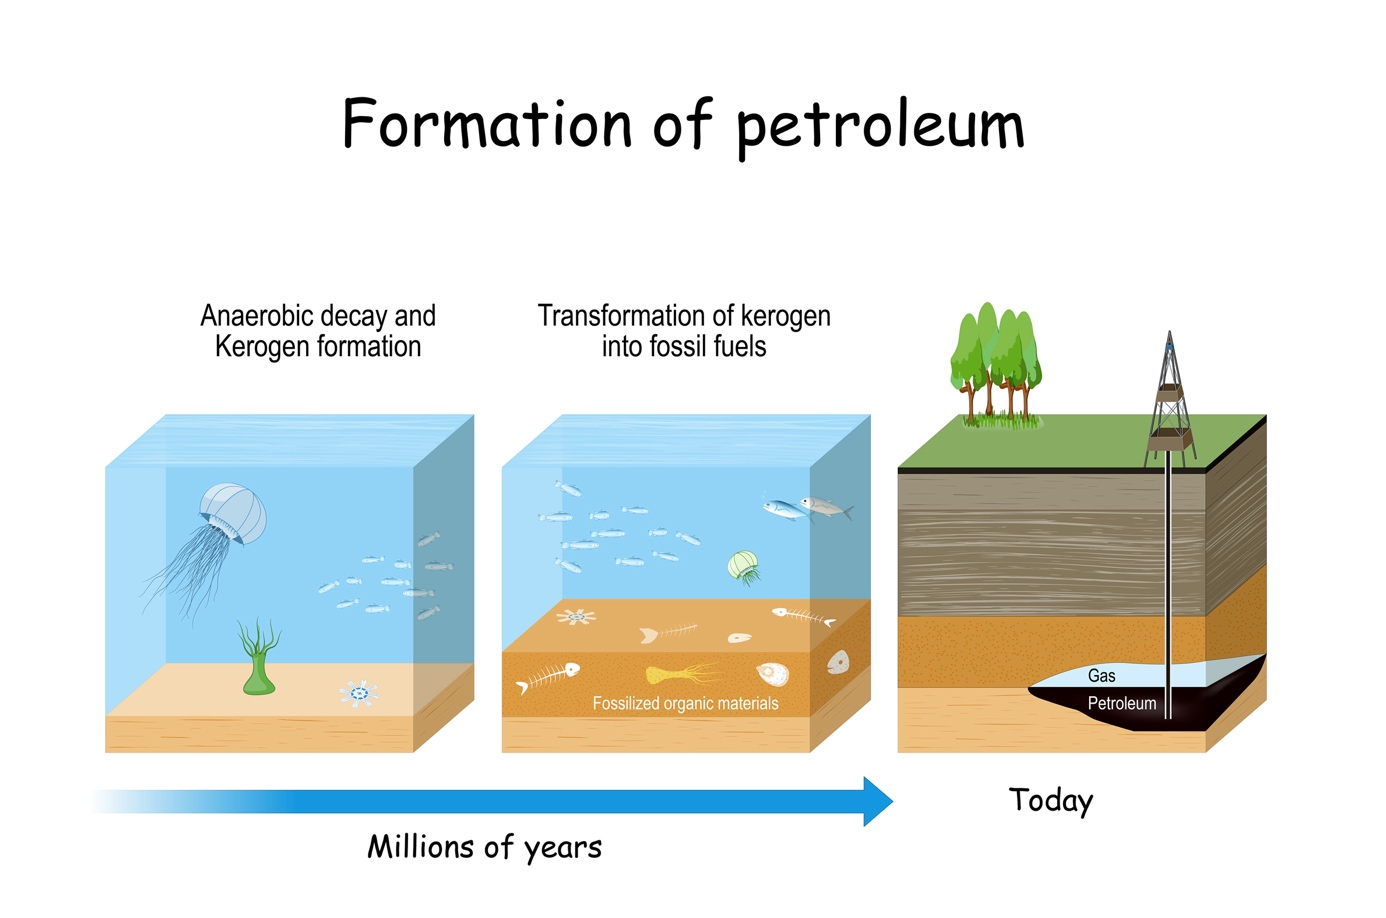 Formation of petroleum
Anaerobic decay and
Kerogen formation
Transformation of kerogen
into fossil fuels
Fossilized organic materials
Gas
Petroleum
Millions of years
Today